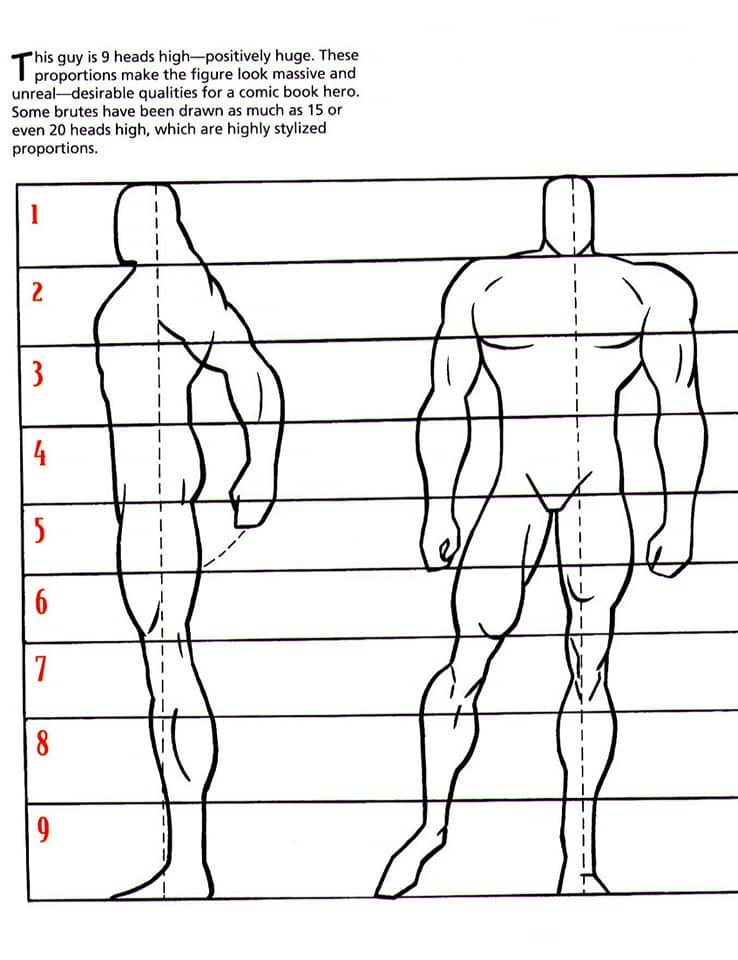 This guy is 9 heads high—positively huge. These
proportions make the figure look massive and
unreal—desirable qualities for a comic book hero.
Some brutes have been drawn as much as 15 or
even 20 heads high, which are highly stylized
proportions.
1
2
3
4
5
6
7
8
9